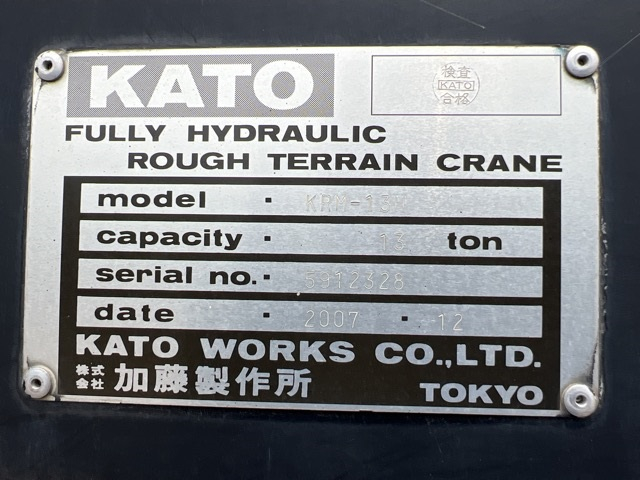 KATO
検査
KATO
合格
FULLY HYDRAULIC
ROUGH TERRAIN CRANE
model ·
capacity · 13 ton
serial no. · 5912328
date · 2007 · 12
KATO WORKS CO.,LTD.
株式会社 加藤製作所 TOKYO